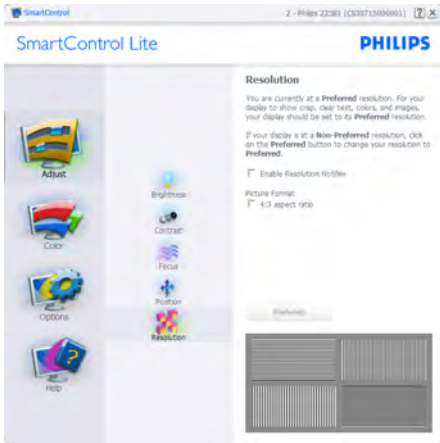 SmartControl
2 - Philips 225B1 (CS39715000001)
SmartControl Lite
PHILIPS
Adjust
Color
Options
Help
Brightness
Contrast
Focus
Position
Resolution
Resolution
You are currently at a Preferred resolution. For your
display to show crisp, clear text, colors, and images,
your display should be set to its Preferred resolution.
If your display is at a Non-Preferred resolution, click
on the Preferred button to change your resolution to
Preferred.
Enable Resolution Notifier
Picture Format
4:3 aspect ratio
Preferred